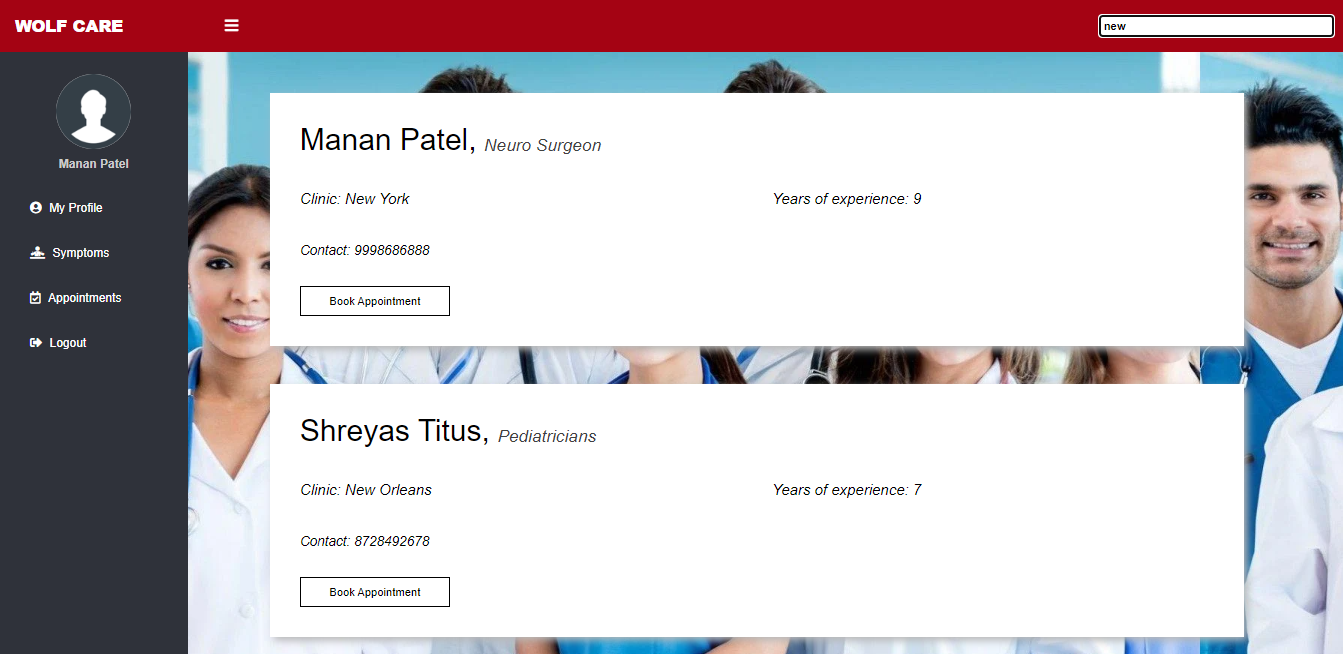 WOLF CARE
new
Manan Patel
My Profile
Symptoms
Appointments
Logout
Manan Patel, Neuro Surgeon
Clinic: New York
Years of experience: 9
Contact: 9998686888
Book Appointment
Shreyas Titus, Pediatricians
Clinic: New Orleans
Years of experience: 7
Contact: 8728492678
Book Appointment